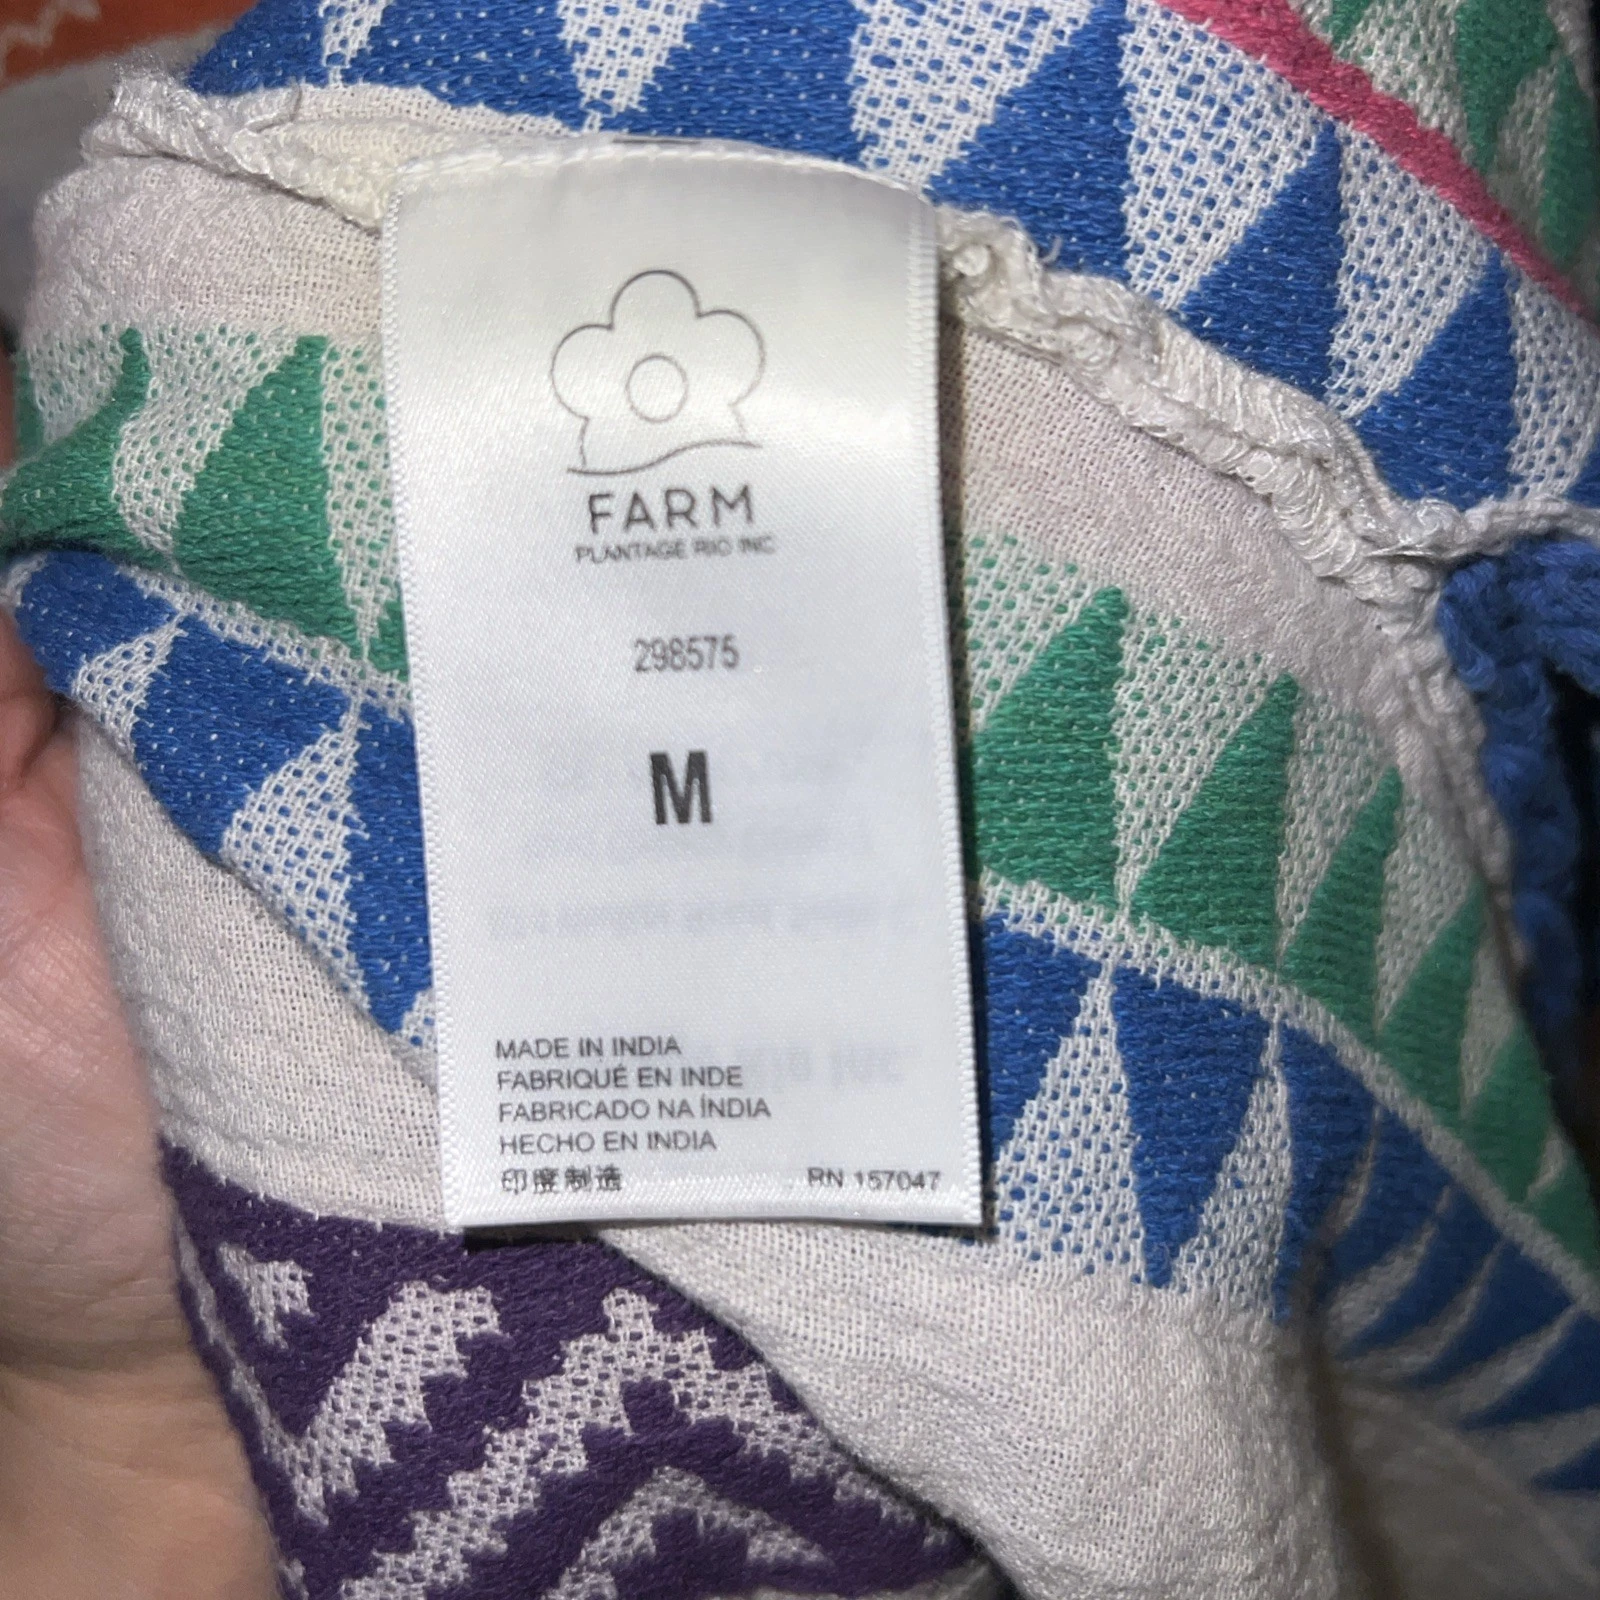 FARM
PLANTAGE RIO INC
298575
M
MADE IN INDIA
FABRIQUÉ EN INDE
FABRICADO NA ÍNDIA
HECHO EN INDIA
印度制造
RN 157047